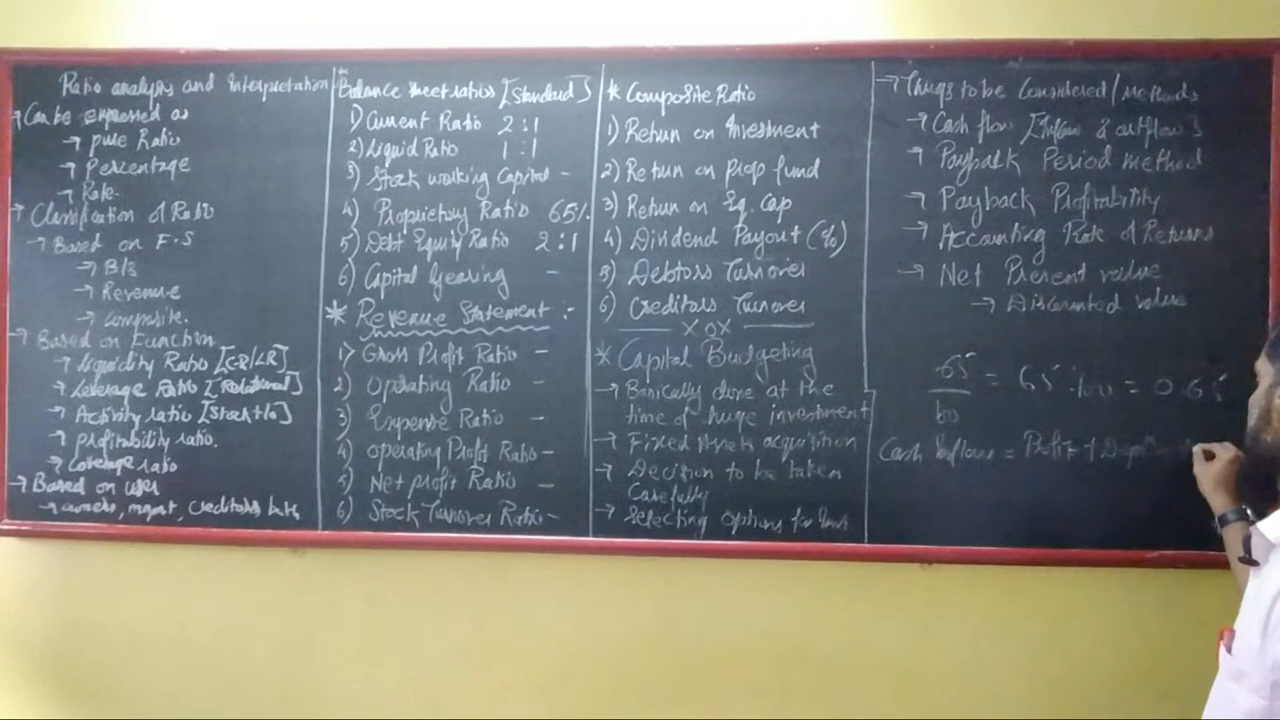 Ratio analysis and Interpretation
→ Can be expressed as
→ pure Ratio
→ Percentage
→ Rate
→ Classification of Ratio
→ Based on F.S
→ B/s
→ Revenue
→ Composite.
→ Based on Function
→ Liquidity Ratio [CR/LR]
→ Leverage Ratio
→ Activity ratio [Stock t/o]
→ profitability ratio.
→ Coverage ratio
→ Based on user
→ owners, mgmt, Creditors
Balance sheet ratios [Standard]
1) Current Ratio 2:1
2) Liquid Ratio 1:1
3) Stock working Capital -
4) Proprietary Ratio 65%
5) Debt Equity Ratio 2:1
6) Capital Gearing -
* Revenue Statement :-
1) Gross Profit Ratio -
2) Operating Ratio -
3) Expense Ratio -
4) Operating Profit Ratio -
5) Net profit Ratio -
6) Stock Turnover Ratio -
* Composite Ratio
1) Return on Investment
2) Return on Prop fund
3) Return on Eq. Cap
4) Dividend Payout (%)
5) Debtors Turnover
6) Creditors Turnover
* Capital Budgeting
→ Basically done at the
time of huge investment
→ Fixed Assets acquisition
→ Decision to be taken
Carefully
→ Selecting options for
→ Things to be Considered/methods
→ Cash flow [Inflow & outflow]
→ Payback Period method
→ Payback Profitability
→ Accounting Rate of Returns
→ Net Present value
→ Discounted value
65
100
= 65% = 0.65
Cash Inflows = Profit +